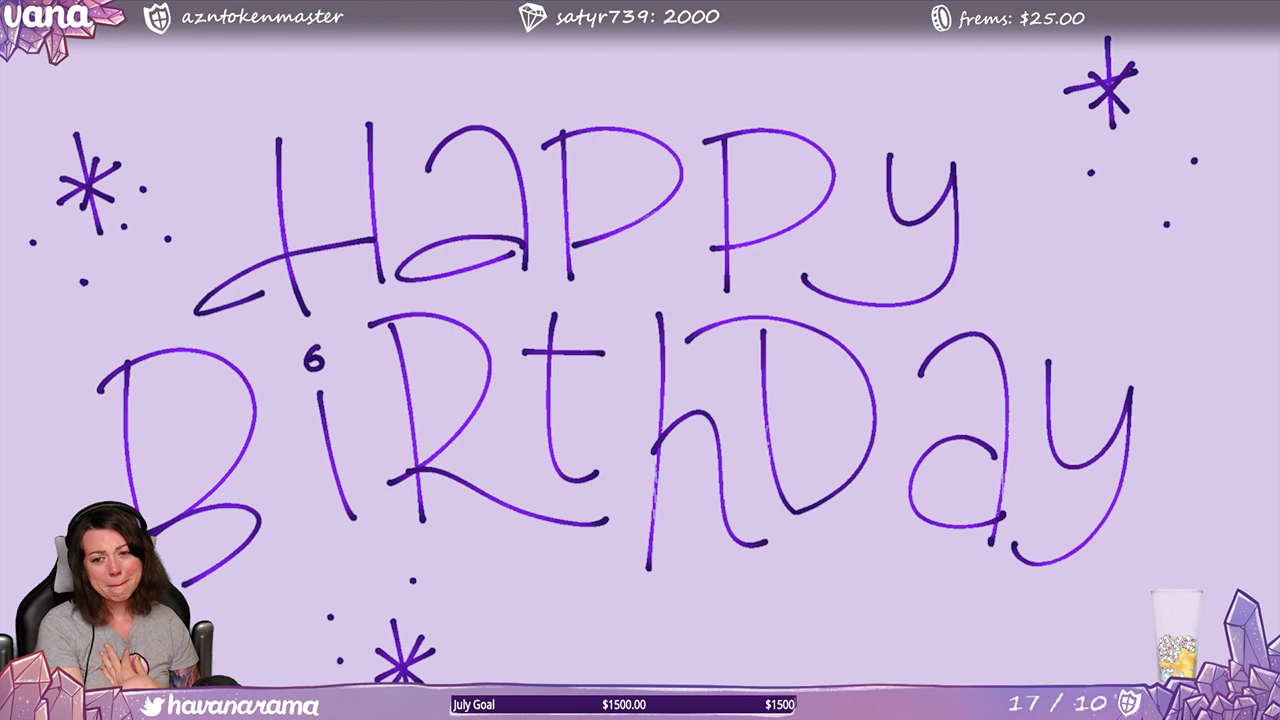 vana
azntokenmaster
satyr739: 2000
frems: $25.00
HaPPy
BiRthDay
havanarama
July Goal $1500.00 $1500
17 / 10